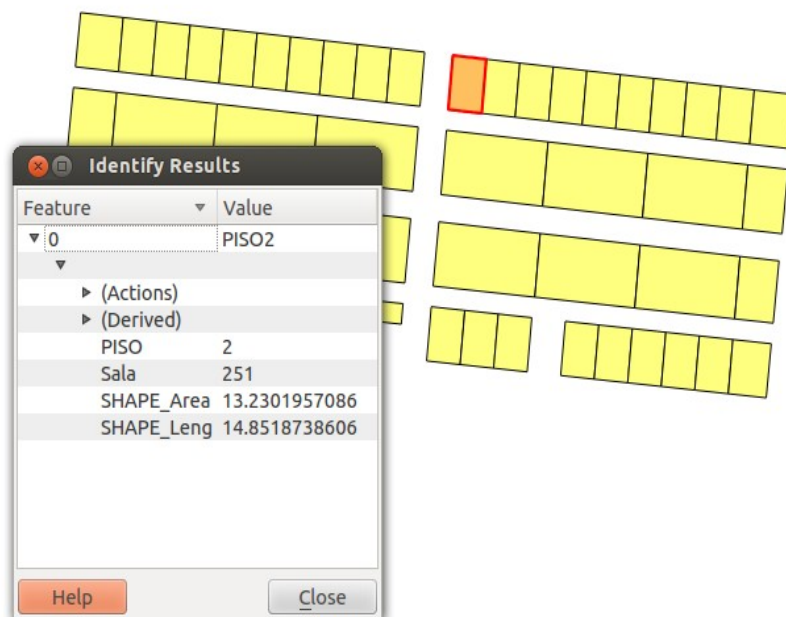 Identify Results
Feature Value
0 PISO2
(Actions)
(Derived)
PISO 2
Sala 251
SHAPE_Area 13.2301957086
SHAPE_Leng 14.8518738606
Help Close